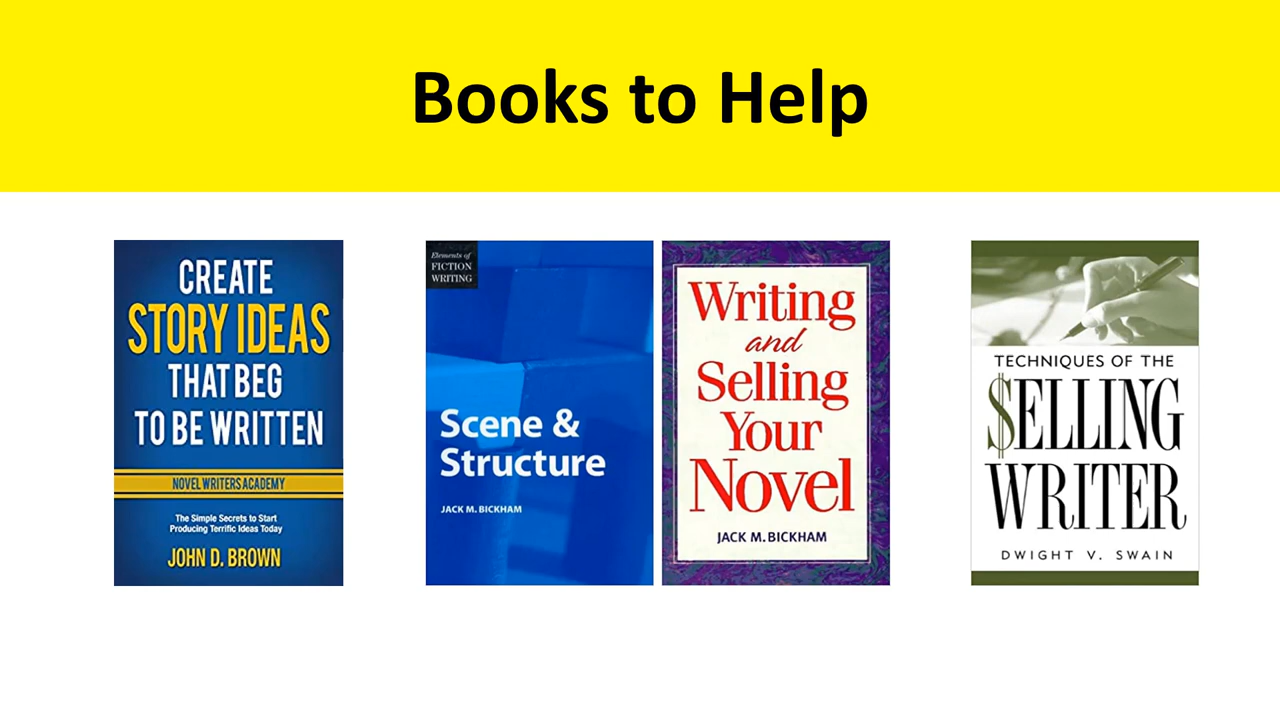 Books to Help
CREATE
STORY IDEAS
THAT BEG
TO BE WRITTEN
NOVEL WRITERS ACADEMY
The Simple Secrets to Start
Producing Terrific Ideas Today
JOHN D. BROWN
Elements of
FICTION
WRITING
Scene &
Structure
JACK M. BICKHAM
Writing
and
Selling
Your
Novel
JACK M. BICKHAM
TECHNIQUES OF THE
$ELLING
WRITER
DWIGHT V. SWAIN